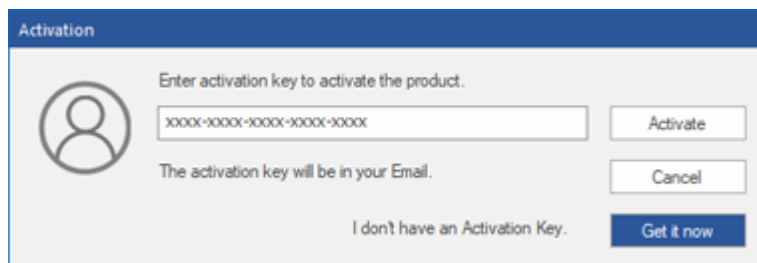 Activation
Enter activation key to activate the product.
xxxx-xxxx-xxxx-xxxx-xxxx
Activate
The activation key will be in your Email.
Cancel
I don't have an Activation Key.
Get it now